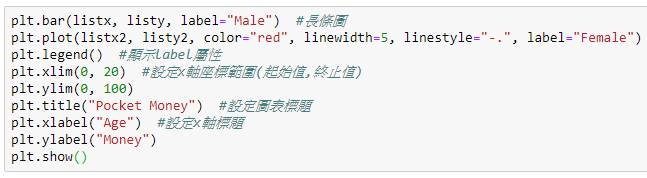 plt.bar(listx, listy, label="Male")  #長條圖
plt.plot(listx2, listy2, color="red", linewidth=5, linestyle="-.", label="Female")
plt.legend()  #顯示label屬性
plt.xlim(0, 20)  #設定x軸座標範圍(起始值,終止值)
plt.ylim(0, 100)
plt.title("Pocket Money")  #設定圖表標題
plt.xlabel("Age")  #設定x軸標題
plt.ylabel("Money")
plt.show()